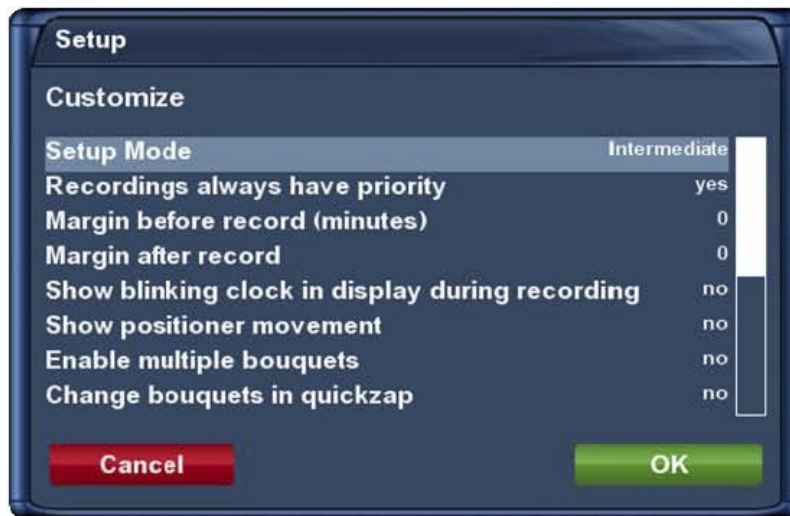 Setup
Customize
Setup Mode Intermediate
Recordings always have priority yes
Margin before record (minutes) 0
Margin after record 0
Show blinking clock in display during recording no
Show positioner movement no
Enable multiple bouquets no
Change bouquets in quickzap no
Cancel OK